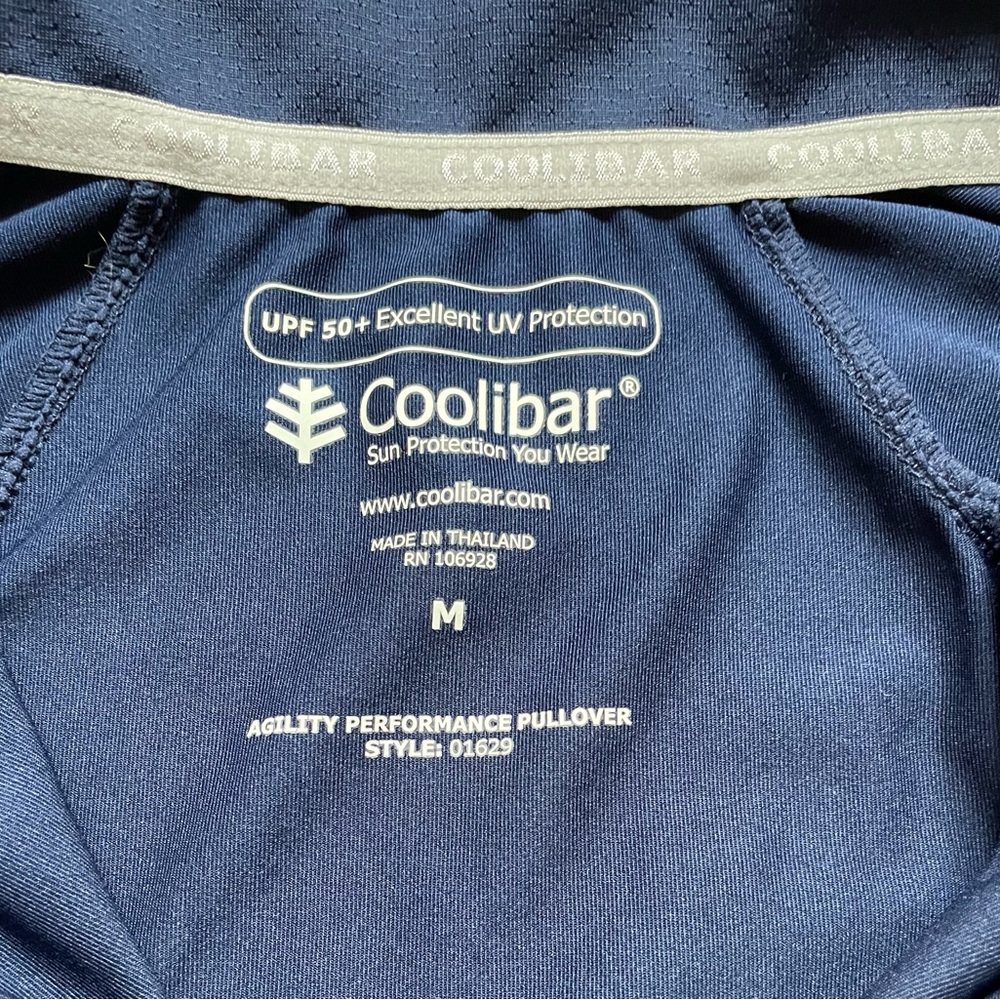 COOLIBAR COOLIBAR COOLIBA
UPF 50+ Excellent UV Protection
Coolibar®
Sun Protection You Wear
www.coolibar.com
MADE IN THAILAND
RN 106928
M
AGILITY PERFORMANCE PULLOVER
STYLE: 01629